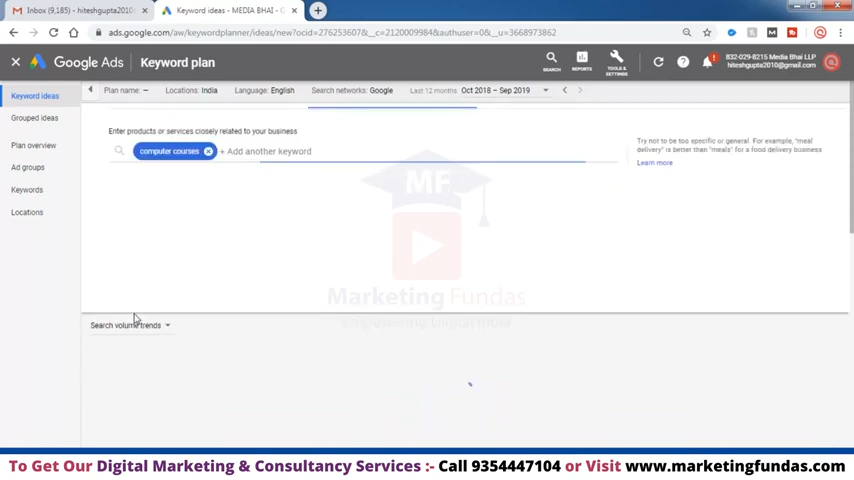 Inbox (9,185) - hiteshgupta2010
Keyword ideas - MEDIA BHAI - G
ads.google.com/aw/keywordplanner/ideas/new?ocid=276253607&__c=2120009984&authuser=0&__u=3668973862
Google Ads
Keyword plan
SEARCH
REPORTS
TOOLS & SETTINGS
832-029-8215 Media Bhai LLP
hiteshgupta2010@gmail.com
Keyword ideas
Plan name: –
Locations: India
Language: English
Search networks: Google
Last 12 months
Oct 2018 – Sep 2019
Grouped ideas
Plan overview
Ad groups
Keywords
Locations
Enter products or services closely related to your business
computer courses
+ Add another keyword
Try not to be too specific or general. For example, "meal
delivery" is better than "meals" for a food delivery business
Learn more
MF
Marketing Fundas
Empowering Digital India
Search volume trends
To Get Our Digital Marketing & Consultancy Services :- Call 9354447104 or Visit www.marketingfundas.com